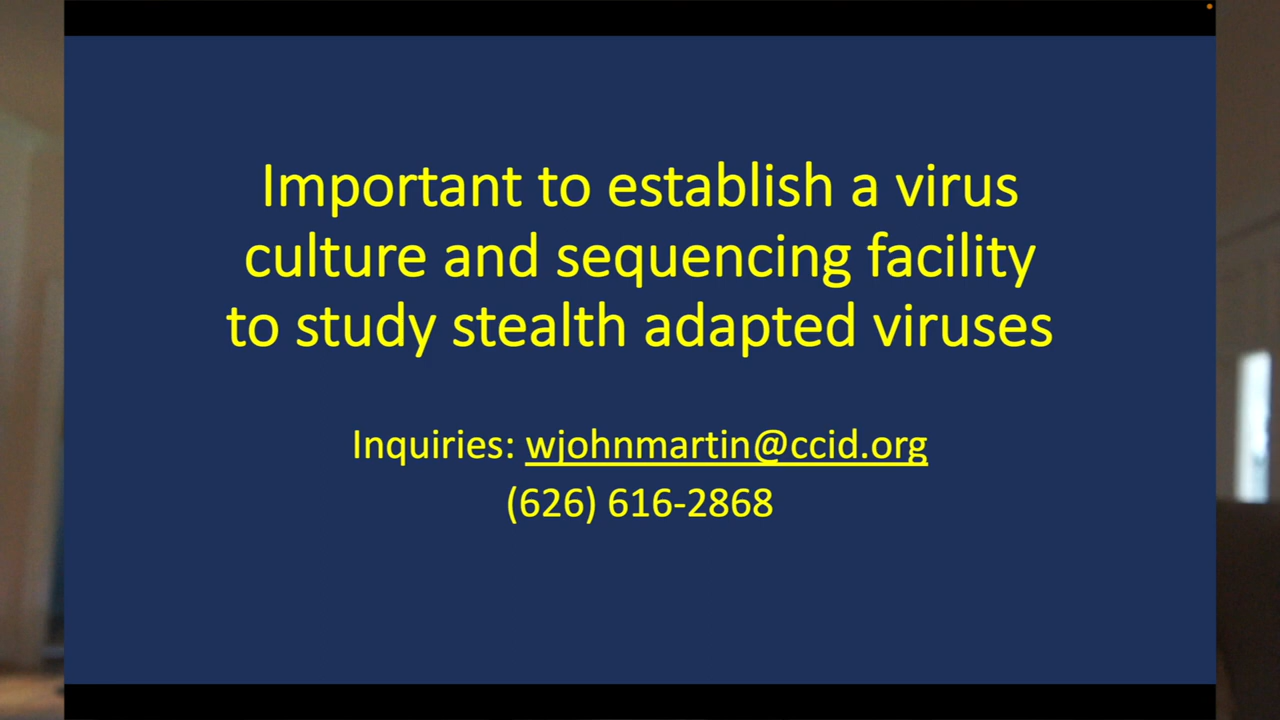 Important to establish a virus
culture and sequencing facility
to study stealth adapted viruses
Inquiries: wjohnmartin@ccid.org
(626) 616-2868